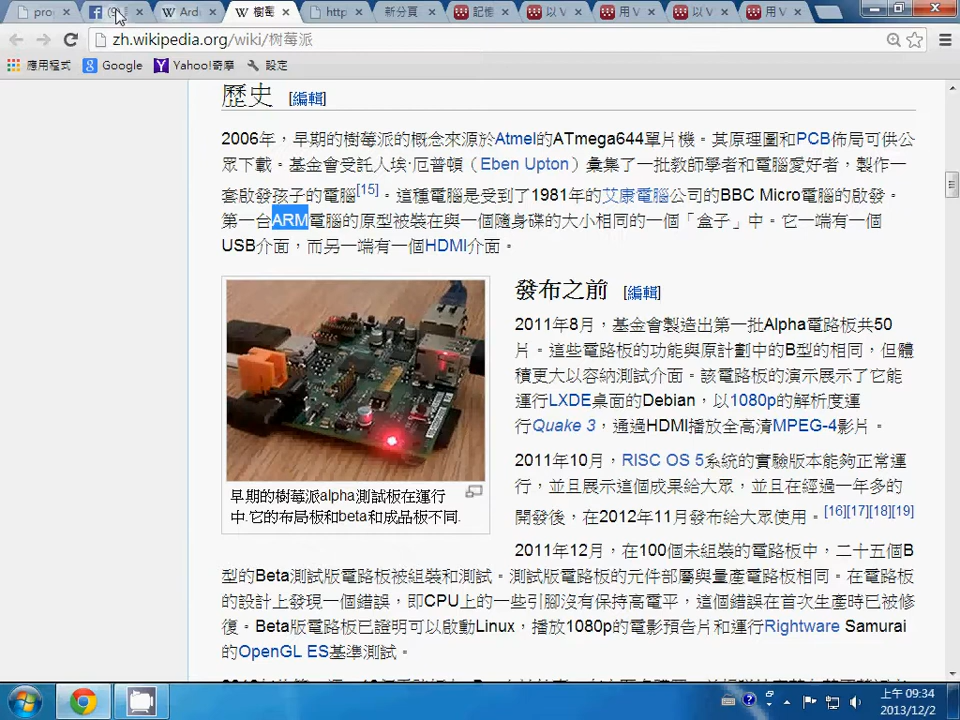 pro
(9
Ard
樹莓
http
新分頁
記憶
以 V
用 V
以 V
用 V
zh.wikipedia.org/wiki/树莓派
應用程式
Google
Yahoo!奇摩
設定
歷史 [編輯]
2006年，早期的樹莓派的概念來源於Atmel的ATmega644單片機。其原理圖和PCB佈局可供公
眾下載。基金會受託人埃·厄普頓（Eben Upton）彙集了一批教師學者和電腦愛好者，製作一
套啟發孩子的電腦[15]。這種電腦是受到了1981年的艾康電腦公司的BBC Micro電腦的啟發。
第一台ARM電腦的原型被裝在與一個隨身碟的大小相同的一個「盒子」中。它一端有一個
USB介面，而另一端有一個HDMI介面。
早期的樹莓派alpha測試板在運行
中.它的布局板和beta和成品板不同.
發布之前 [編輯]
2011年8月，基金會製造出第一批Alpha電路板共50
片。這些電路板的功能與原計劃中的B型的相同，但體
積更大以容納測試介面。該電路板的演示展示了它能
運行LXDE桌面的Debian，以1080p的解析度運
行Quake 3，通過HDMI播放全高清MPEG-4影片。
2011年10月，RISC OS 5系統的實驗版本能夠正常運
行，並且展示這個成果給大眾，並且在經過一年多的
開發後，在2012年11月發布給大眾使用。[16][17][18][19]
2011年12月，在100個未組裝的電路板中，二十五個B
型的Beta測試版電路板被組裝和測試。測試版電路板的元件部屬與量產電路板相同。在電路板
的設計上發現一個錯誤，即CPU上的一些引腳沒有保持高電平，這個錯誤在首次生產時已被修
復。Beta版電路板已證明可以啟動Linux，播放1080p的電影預告片和運行Rightware Samurai
的OpenGL ES基準測試。
上午 09:34
2013/12/2